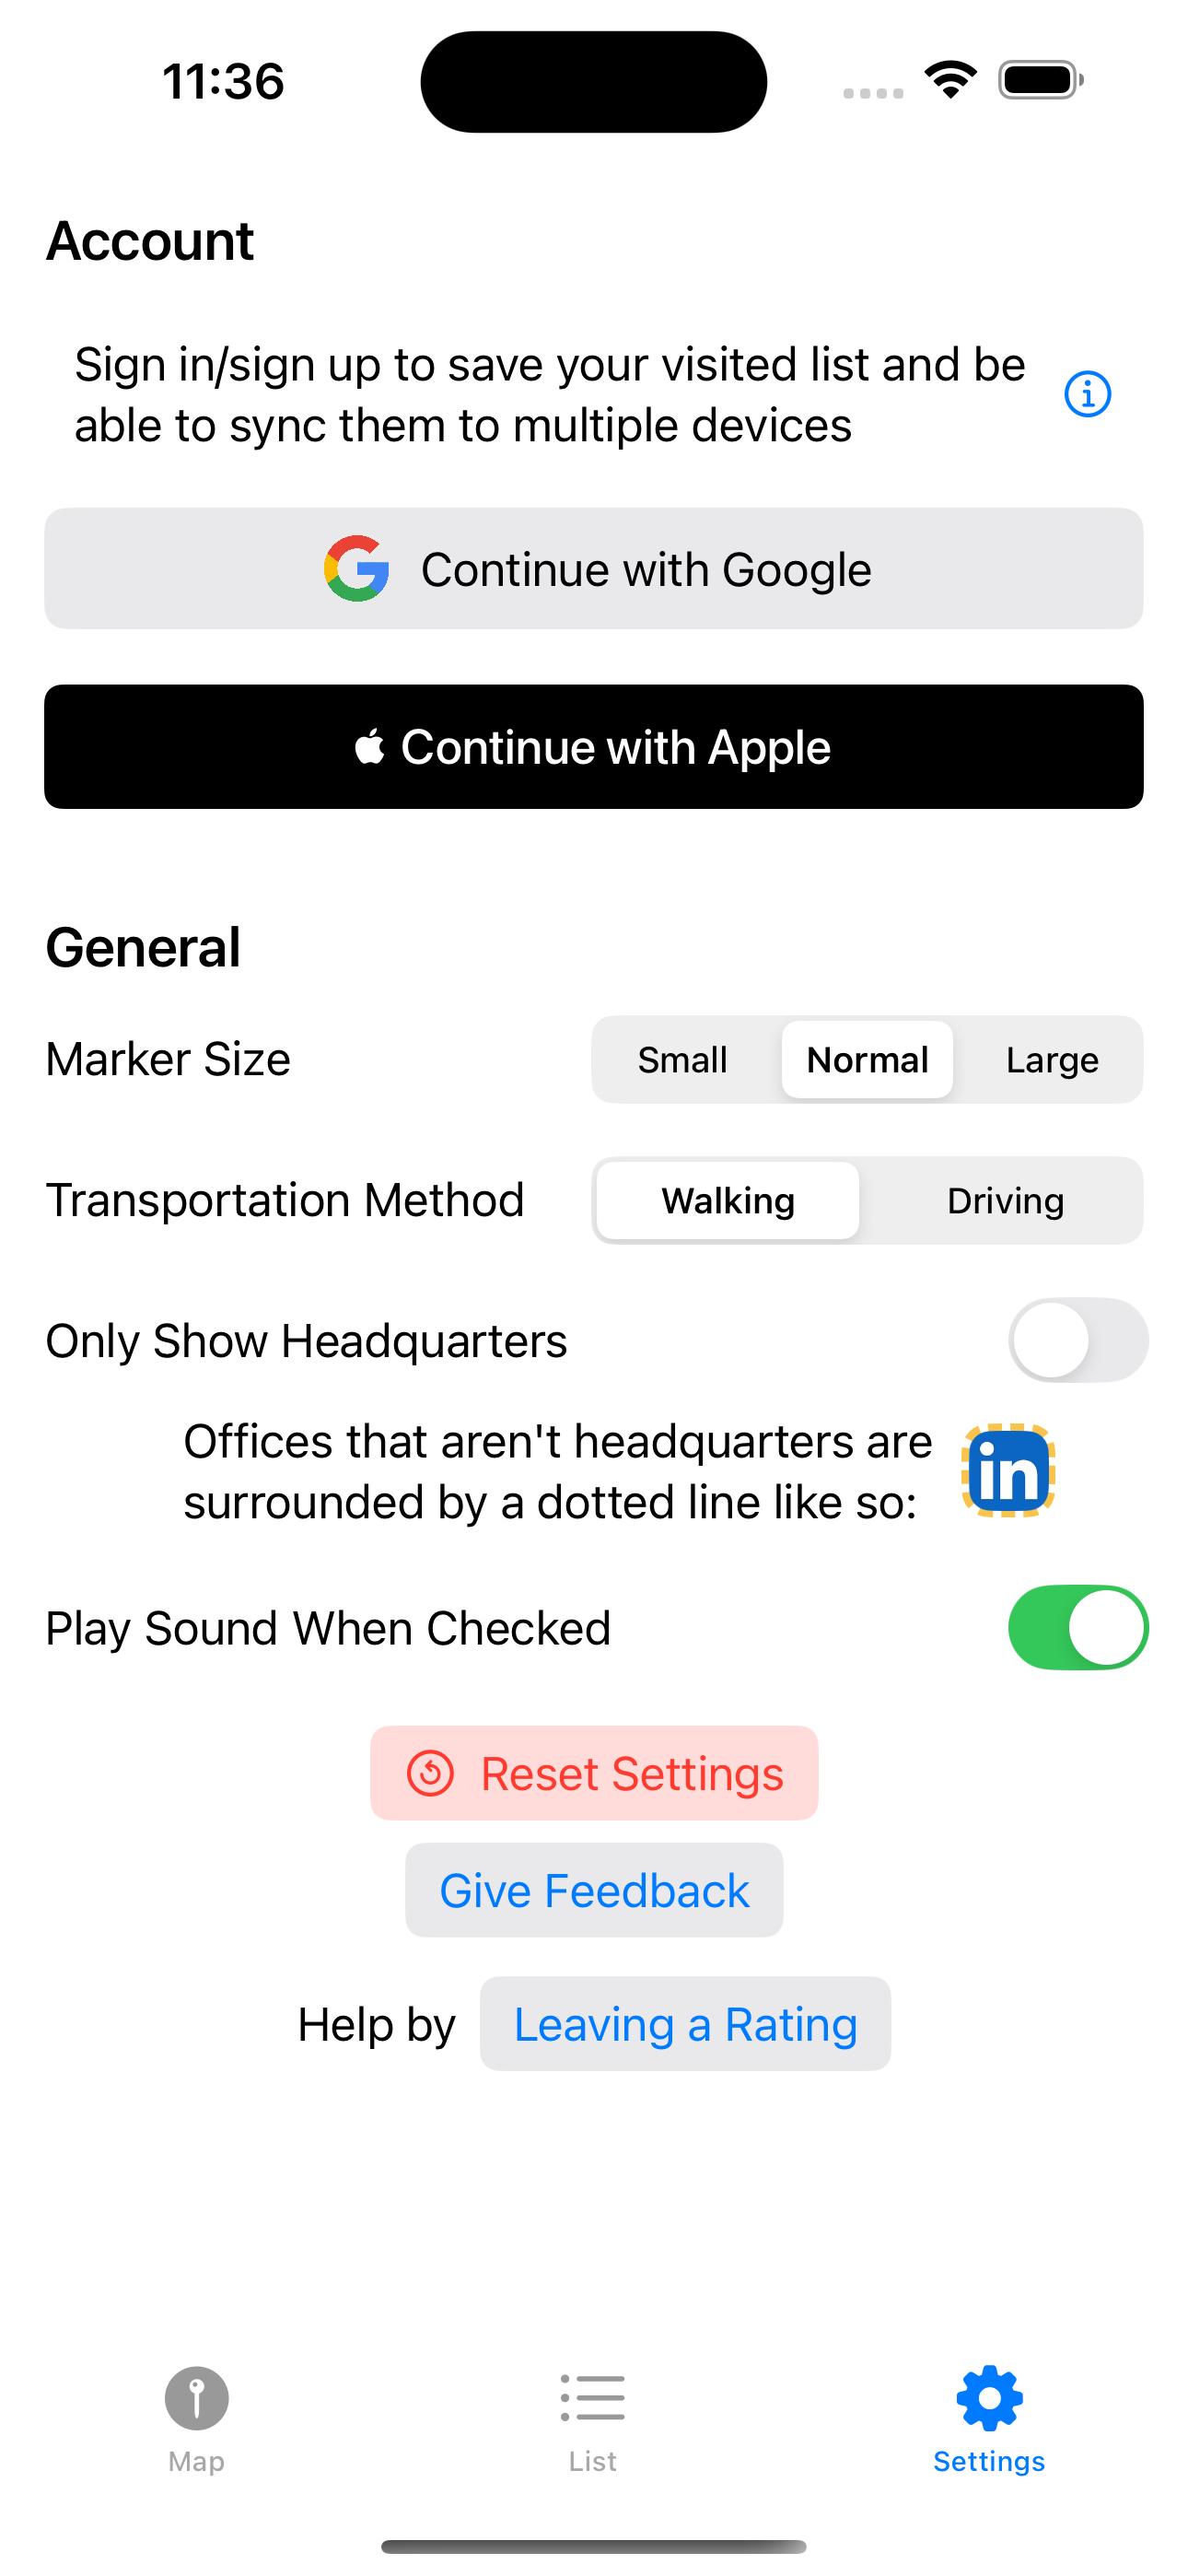 11:36
Account
Sign in/sign up to save your visited list and be
able to sync them to multiple devices
Continue with Google
Continue with Apple
General
Marker Size
Small
Normal
Large
Transportation Method
Walking
Driving
Only Show Headquarters
Offices that aren't headquarters are
surrounded by a dotted line like so:
in
Play Sound When Checked
Reset Settings
Give Feedback
Help by
Leaving a Rating
Map
List
Settings